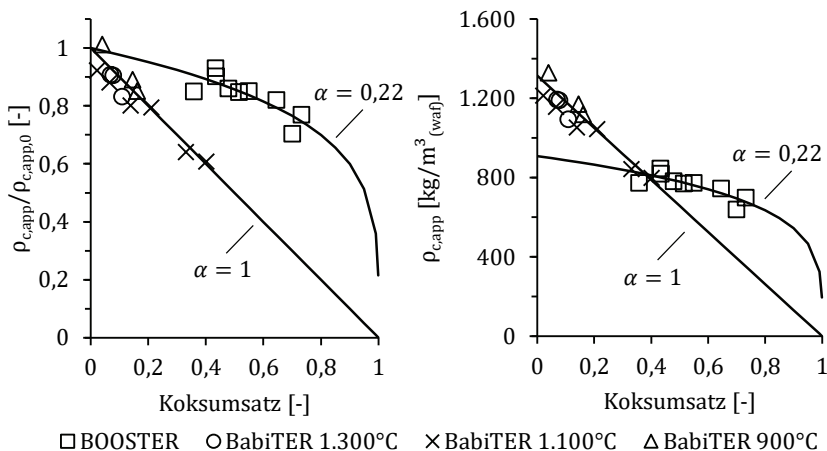 1
0,8
0,6
0,4
0,2
0
ρc,app/ρc,app,0 [-]
α = 0,22
α = 1
0 0,2 0,4 0,6 0,8 1
Koksumsatz [-]
1.600
1.200
800
400
0
ρc,app [kg/m³(waf)]
α = 0,22
α = 1
0 0,2 0,4 0,6 0,8 1
Koksumsatz [-]
BOOSTER BabiTER 1.300°C BabiTER 1.100°C BabiTER 900°C